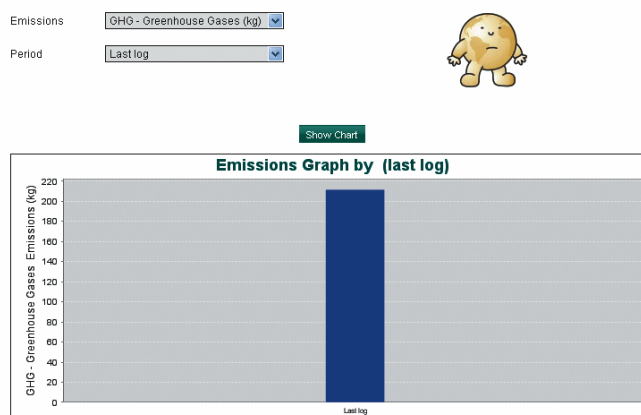 Emissions GHG - Greenhouse Gases (kg)
Period Last log
Show Chart
Emissions Graph by (last log)
GHG - Greenhouse Gases Emissions (kg)
220
200
180
160
140
120
100
80
60
40
20
0
Last log